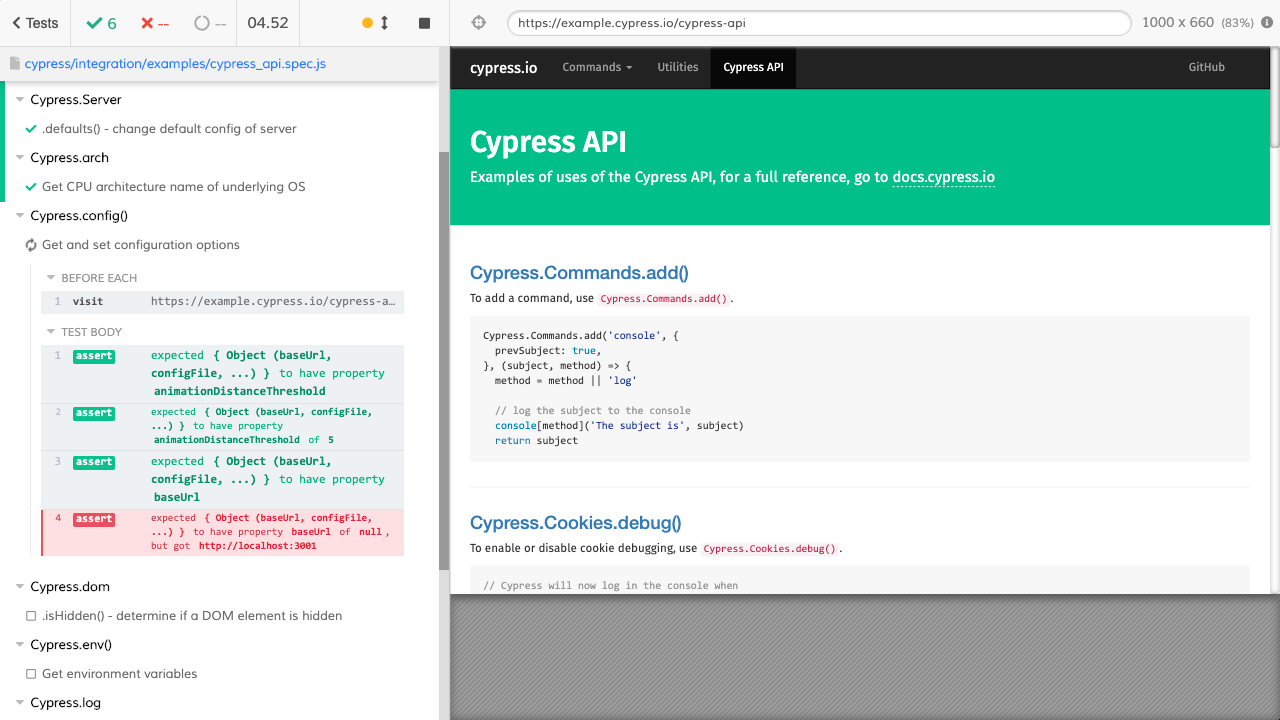 Tests
6
--
--
04.52
https://example.cypress.io/cypress-api
1000 x 660 (83%)
cypress/integration/examples/cypress_api.spec.js
Cypress.Server
.defaults() - change default config of server
Cypress.arch
Get CPU architecture name of underlying OS
Cypress.config()
Get and set configuration options
BEFORE EACH
1 visit https://example.cypress.io/cypress-a…
TEST BODY
1 assert expected { Object (baseUrl,
configFile, ...) } to have property
animationDistanceThreshold
2 assert expected { Object (baseUrl, configFile,
...) } to have property
animationDistanceThreshold of 5
3 assert expected { Object (baseUrl,
configFile, ...) } to have property
baseUrl
4 assert expected { Object (baseUrl, configFile,
...) } to have property baseUrl of null,
but got http://localhost:3001
Cypress.dom
.isHidden() - determine if a DOM element is hidden
Cypress.env()
Get environment variables
Cypress.log
cypress.io Commands Utilities Cypress API GitHub
Cypress API
Examples of uses of the Cypress API, for a full reference, go to docs.cypress.io
Cypress.Commands.add()
To add a command, use Cypress.Commands.add().
Cypress.Commands.add('console', {
prevSubject: true,
}, (subject, method) => {
method = method || 'log'
// log the subject to the console
console[method]('The subject is', subject)
return subject
Cypress.Cookies.debug()
To enable or disable cookie debugging, use Cypress.Cookies.debug().
// Cypress will now log in the console when